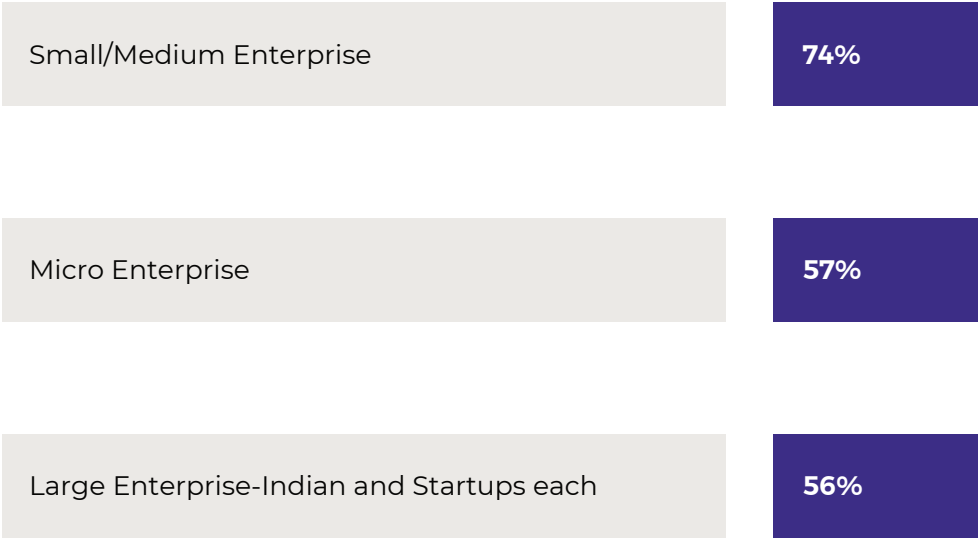 Small/Medium Enterprise 74%
Micro Enterprise 57%
Large Enterprise-Indian and Startups each 56%